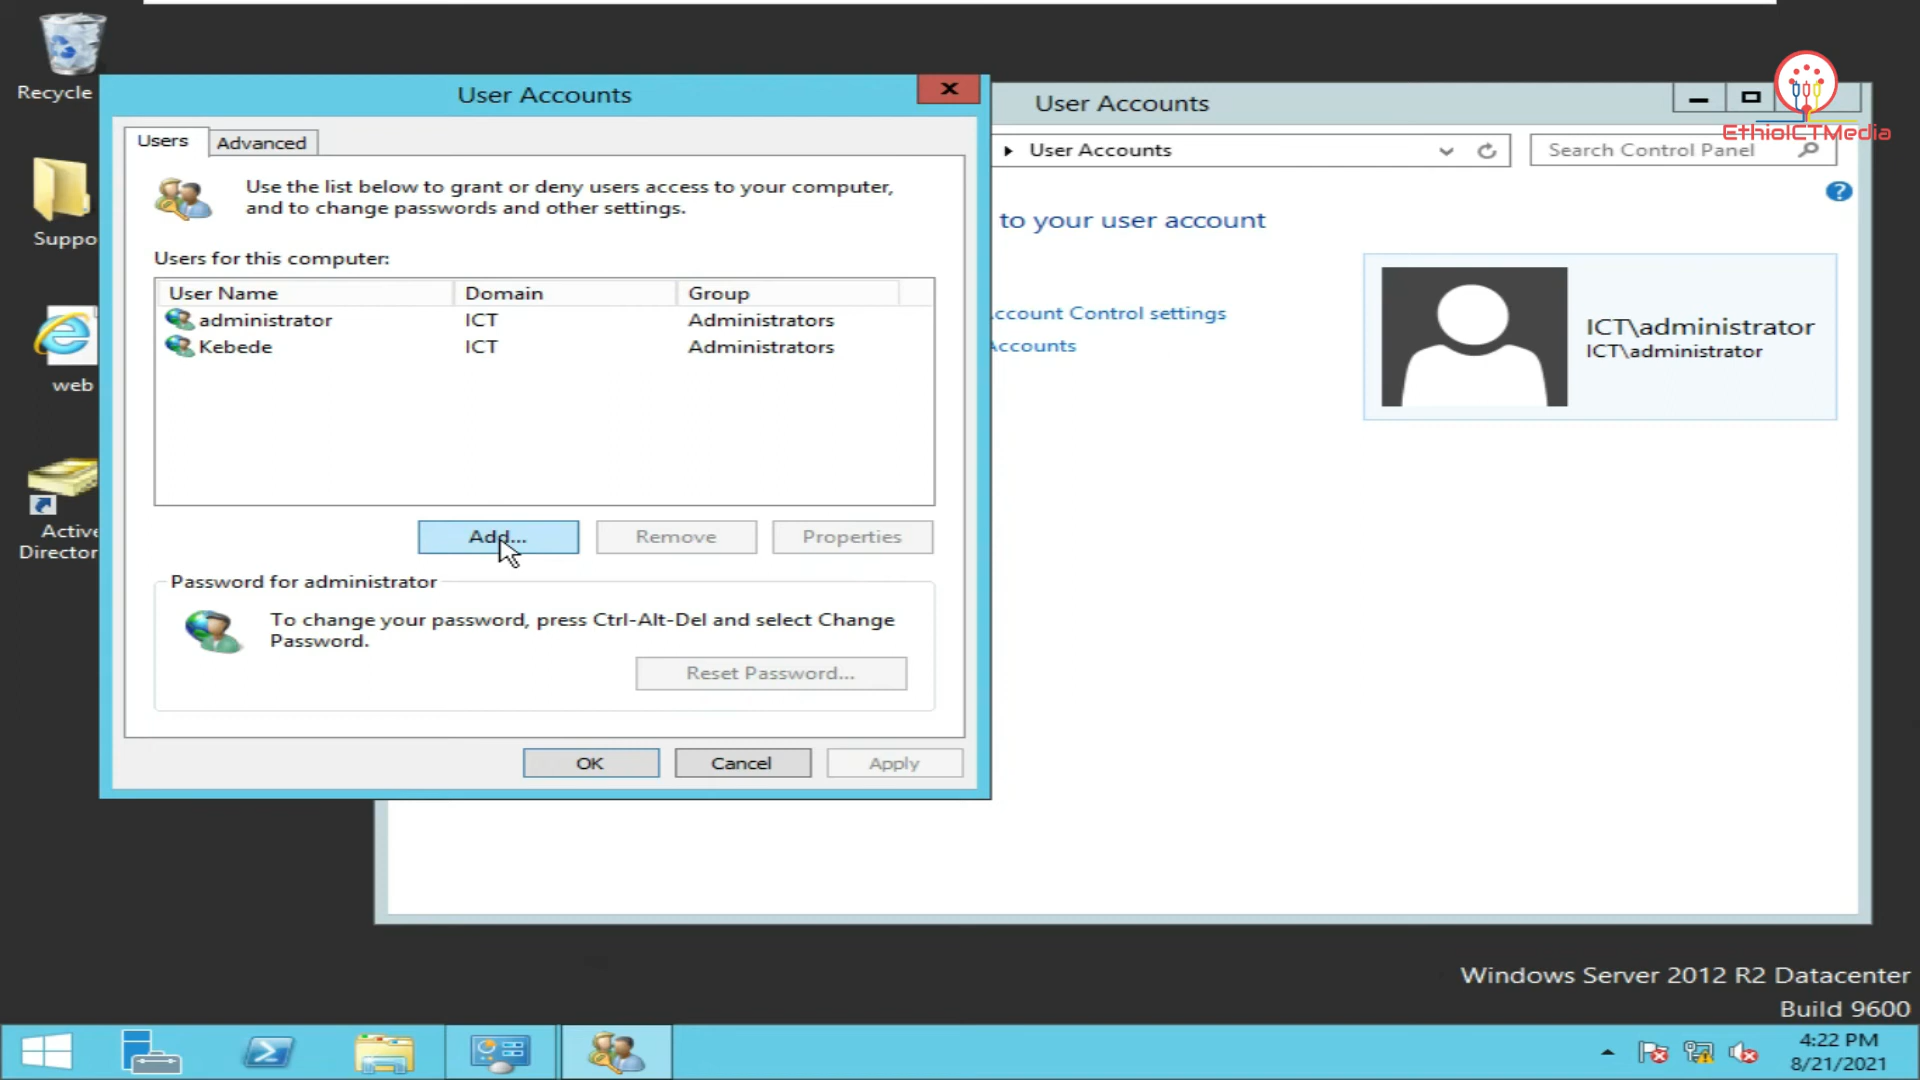 Recycle
Suppo
web
Active
Director
User Accounts
Users
Advanced
Use the list below to grant or deny users access to your computer,
and to change passwords and other settings.
Users for this computer:
User Name Domain Group
administrator ICT Administrators
Kebede ICT Administrators
Add...
Remove
Properties
Password for administrator
To change your password, press Ctrl-Alt-Del and select Change
Password.
Reset Password...
OK
Cancel
Apply
User Accounts
User Accounts
Search Control Panel
EthioICTMedia
to your user account
ccount Control settings
Accounts
ICT\administrator
ICT\administrator
Windows Server 2012 R2 Datacenter
Build 9600
4:22 PM
8/21/2021